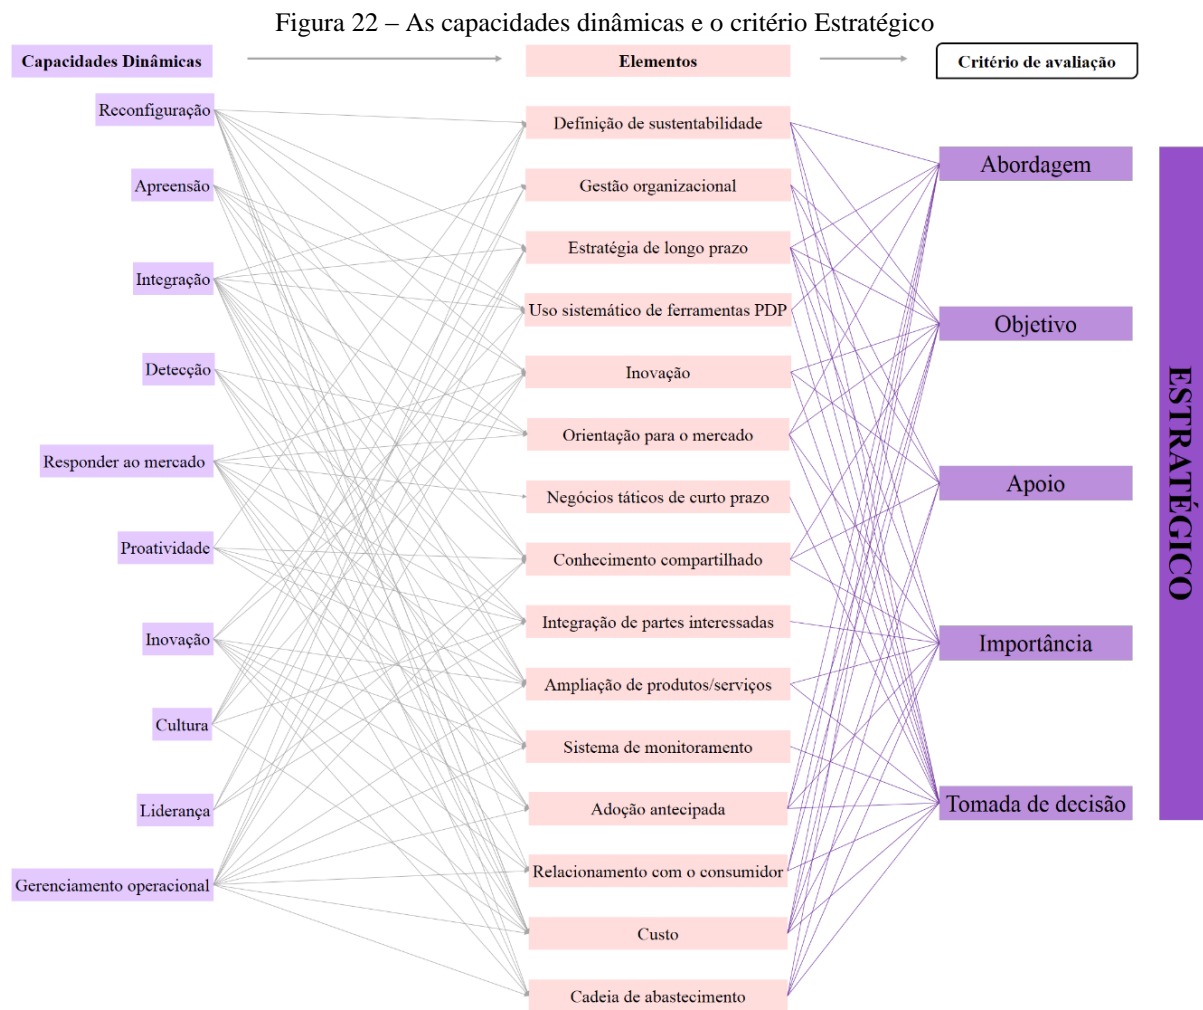 Figura 22 – As capacidades dinâmicas e o critério Estratégico
Capacidades Dinâmicas
Elementos
Critério de avaliação
Reconfiguração
Apreensão
Integração
Detecção
Responder ao mercado
Proatividade
Inovação
Cultura
Liderança
Gerenciamento operacional
Definição de sustentabilidade
Gestão organizacional
Estratégia de longo prazo
Uso sistemático de ferramentas PDP
Inovação
Orientação para o mercado
Negócios táticos de curto prazo
Conhecimento compartilhado
Integração de partes interessadas
Ampliação de produtos/serviços
Sistema de monitoramento
Adoção antecipada
Relacionamento com o consumidor
Custo
Cadeia de abastecimento
Abordagem
Objetivo
Apoio
Importância
Tomada de decisão
ESTRATÉGICO